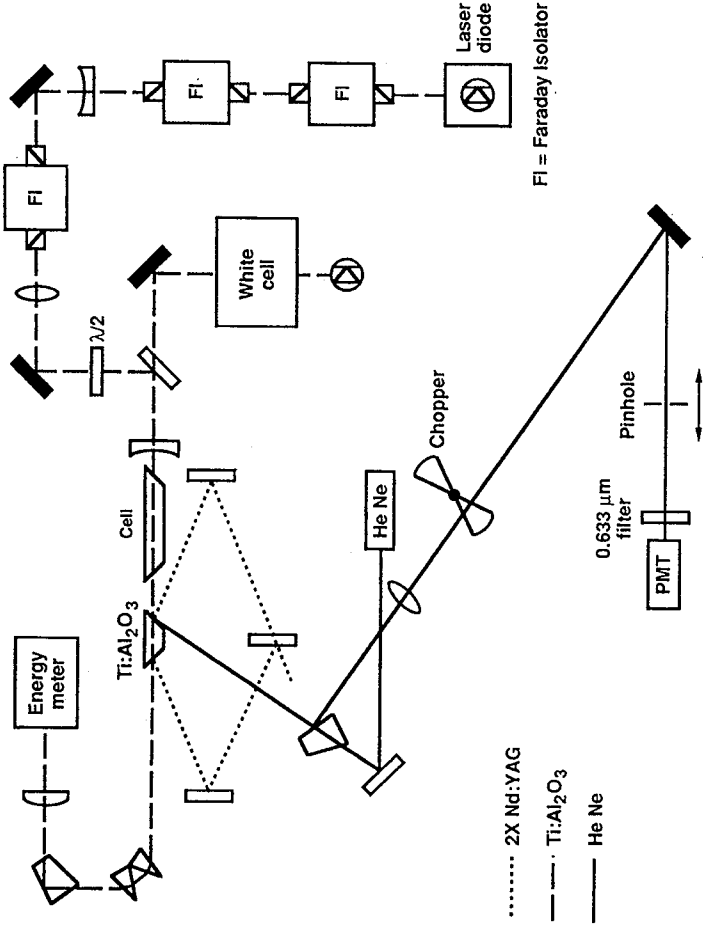 Energy
meter
Ti:Al2O3
Cell
λ/2
FI
FI
FI
Laser
diode
FI = Faraday Isolator
White
cell
He Ne
Chopper
Pinhole
0.633 μm
filter
PMT
2X Nd:YAG
Ti:Al2O3
He Ne